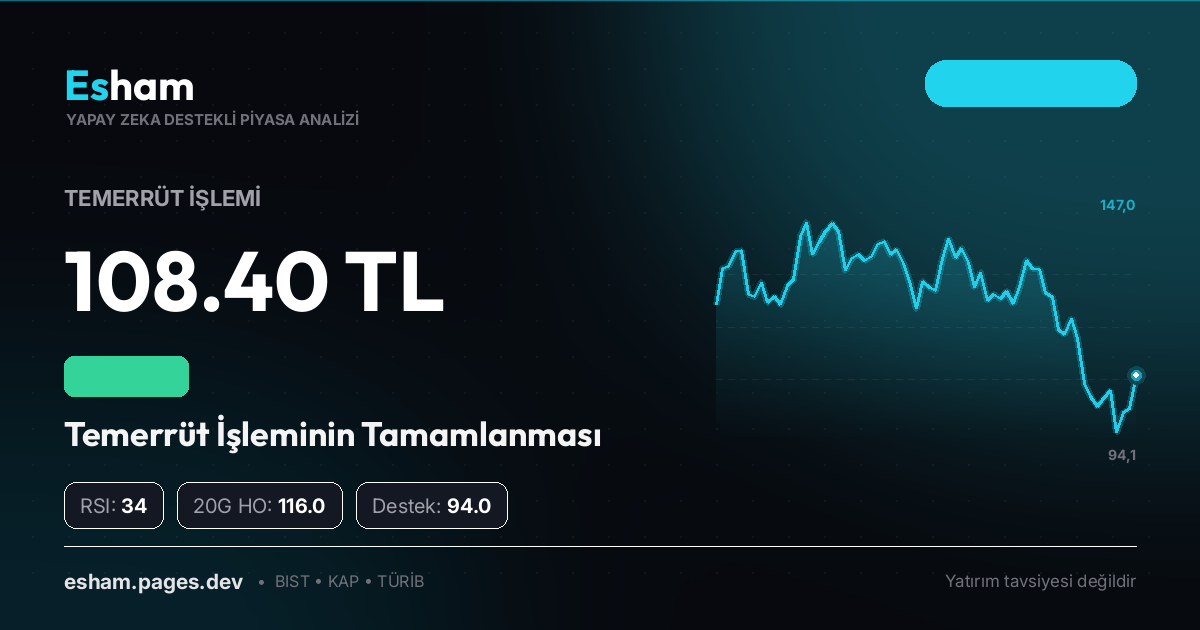 Esham
YAPAY ZEKA DESTEKLİ PİYASA ANALİZİ
TEMERRÜT İŞLEMİ
108.40 TL
147,0
94,1
Temerrüt İşleminin Tamamlanması
RSI: 34
20G HO: 116.0
Destek: 94.0
esham.pages.dev • BIST • KAP • TÜRİB
Yatırım tavsiyesi değildir